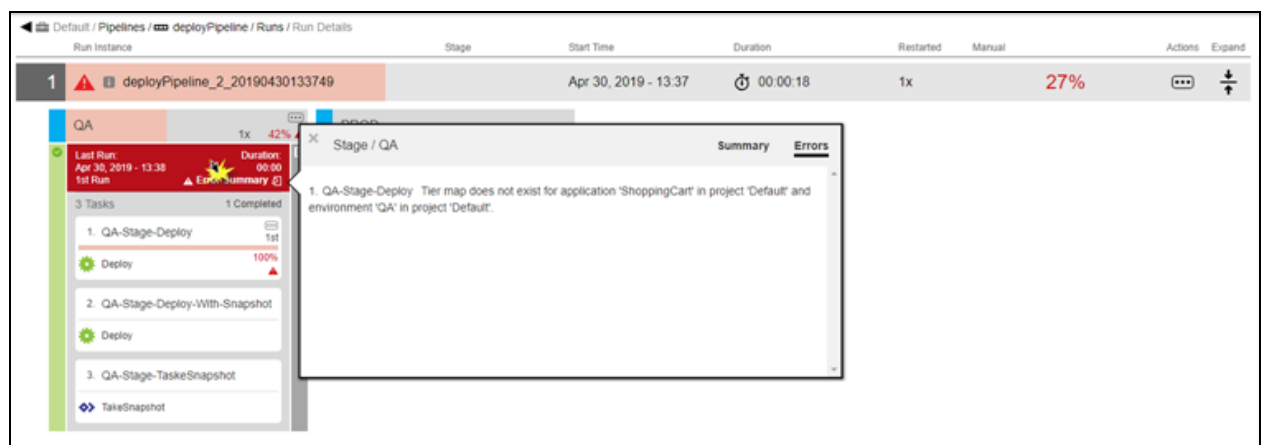 Default / Pipelines / deployPipeline / Runs / Run Details
Run Instance Stage Start Time Duration Restarted Manual Actions Expand
1 deployPipeline_2_20190430133749 Apr 30, 2019 - 13:37 00:00:18 1x 27%
QA
1x 42%
PROD
Last Run: Duration:
Apr 30, 2019 - 13:38 00:00
1st Run Error Summary
3 Tasks 1 Completed
1. QA-Stage-Deploy
1st
Deploy 100%
2. QA-Stage-Deploy-With-Snapshot
Deploy
3. QA-Stage-TaskeSnapshot
TakeSnapshot
Stage / QA Summary Errors
1. QA-Stage-Deploy Tier map does not exist for application 'ShoppingCart' in project 'Default' and
environment 'QA' in project 'Default'.